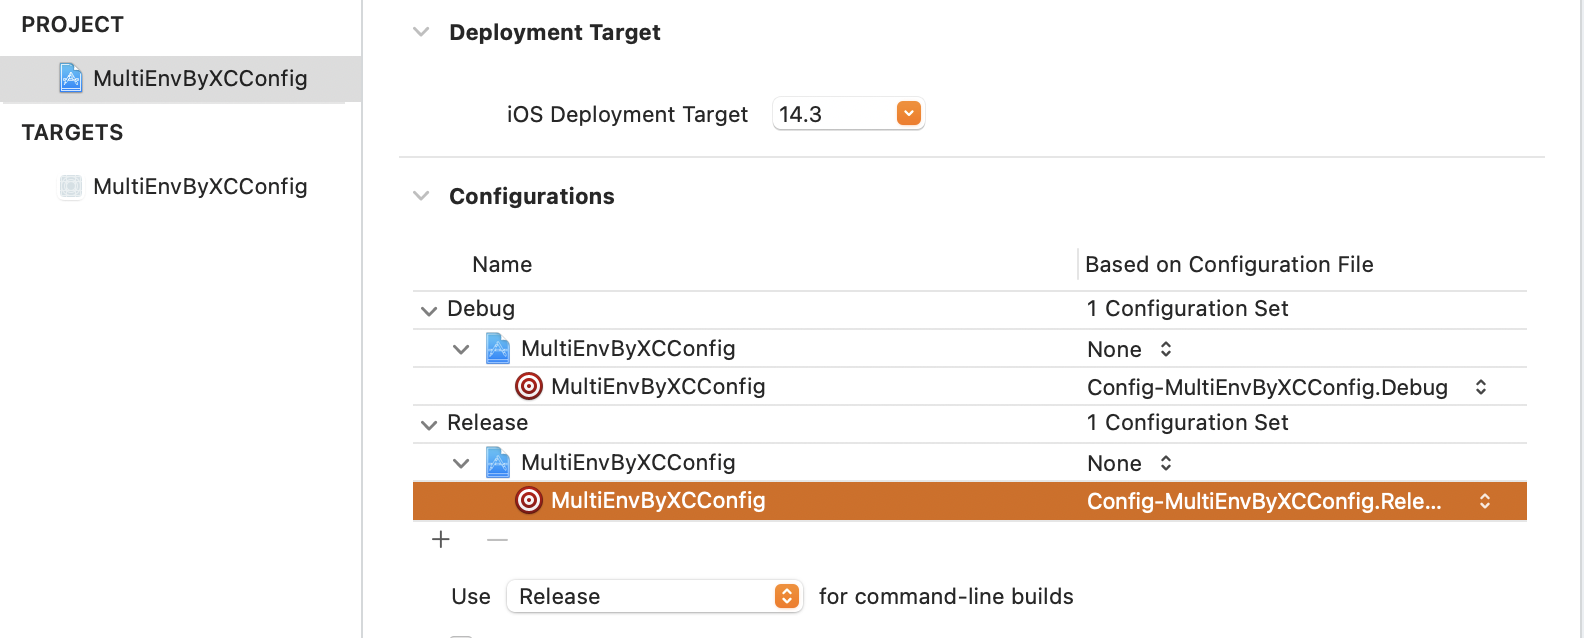 PROJECT
MultiEnvByXCConfig
TARGETS
MultiEnvByXCConfig
Deployment Target
iOS Deployment Target 14.3
Configurations
Name Based on Configuration File
Debug 1 Configuration Set
MultiEnvByXCConfig None
MultiEnvByXCConfig Config-MultiEnvByXCConfig.Debug
Release 1 Configuration Set
MultiEnvByXCConfig None
MultiEnvByXCConfig Config-MultiEnvByXCConfig.Rele...
Use Release for command-line builds